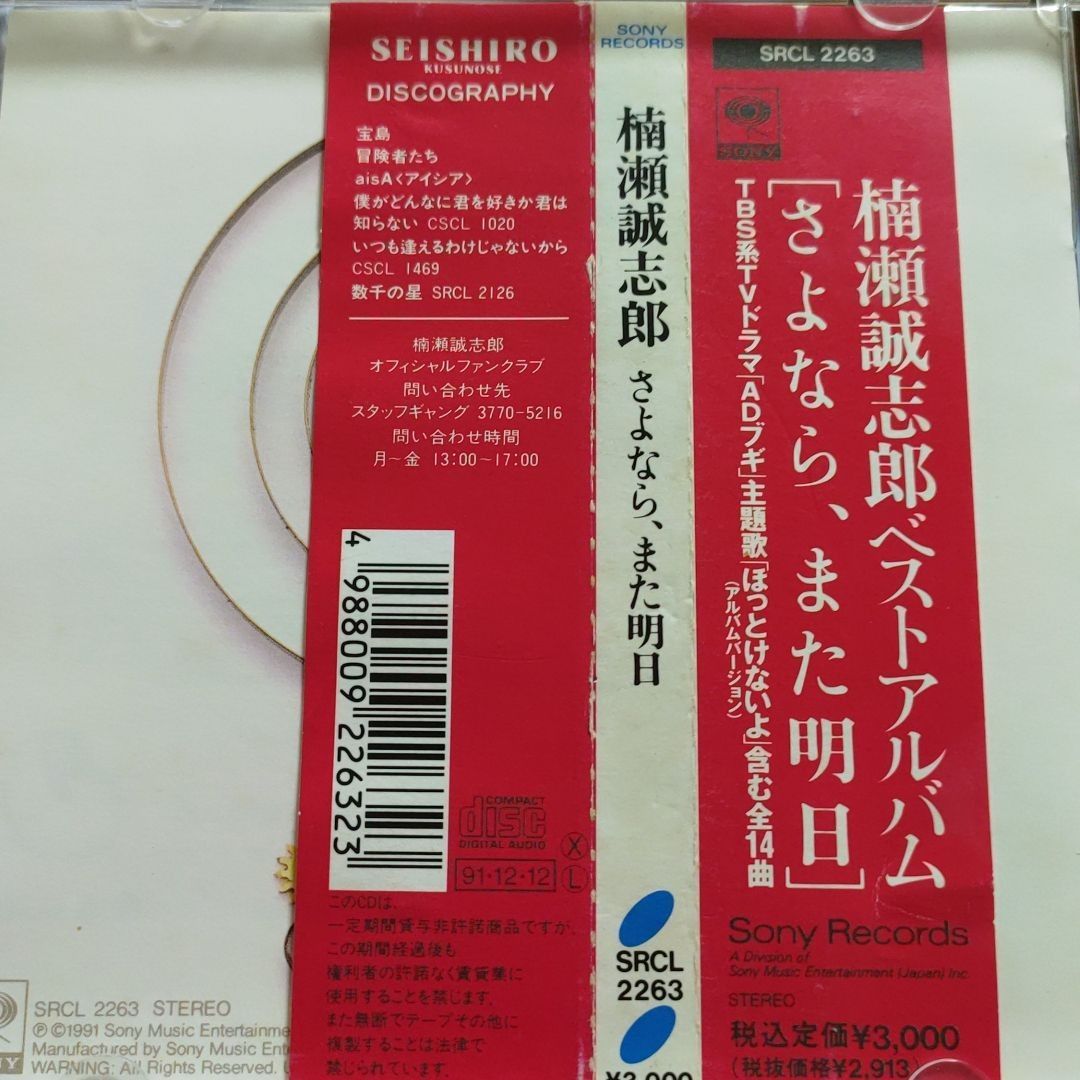 SEISHIRO
KUSUNOSE
DISCOGRAPHY
宝島
冒険者たち
aisA〈アイシア〉
僕がどんなに君を好きか君は
知らない CSCL 1020
いつも逢えるわけじゃないから
CSCL 1469
数千の星 SRCL 2126
楠瀬誠志郎
オフィシャルファンクラブ
問い合わせ先
スタッフギャング 3770-5216
問い合わせ時間
月〜金 13:00〜17:00
4 988009 226323
COMPACT
disc
DIGITAL AUDIO
X
91・12・12
L
このCDは、
一定期間貸与非許諾商品ですが、
この期間経過後も
権利者の許諾なく賃貸業に
使用することを禁じます。
また無断でテープその他に
複製することは法律で
禁じられています。
SONY
RECORDS
楠瀬誠志郎 さよなら、また明日
SRCL
2263
¥3,000
SRCL 2263
SONY
楠瀬誠志郎ベストアルバム
[さよなら、また明日]
TBS系TVドラマ「ADブギ」主題歌「ほっとけないよ」含む全14曲
(アルバムバージョン)
Sony Records
A Division of
Sony Music Entertainment (Japan) Inc.
STEREO
税込定価¥3,000
(税抜価格¥2,913)
SRCL 2263 STEREO
℗©1991 Sony Music Entertainme
Manufactured by Sony Music Ent
WARNING: All Rights Reserved.